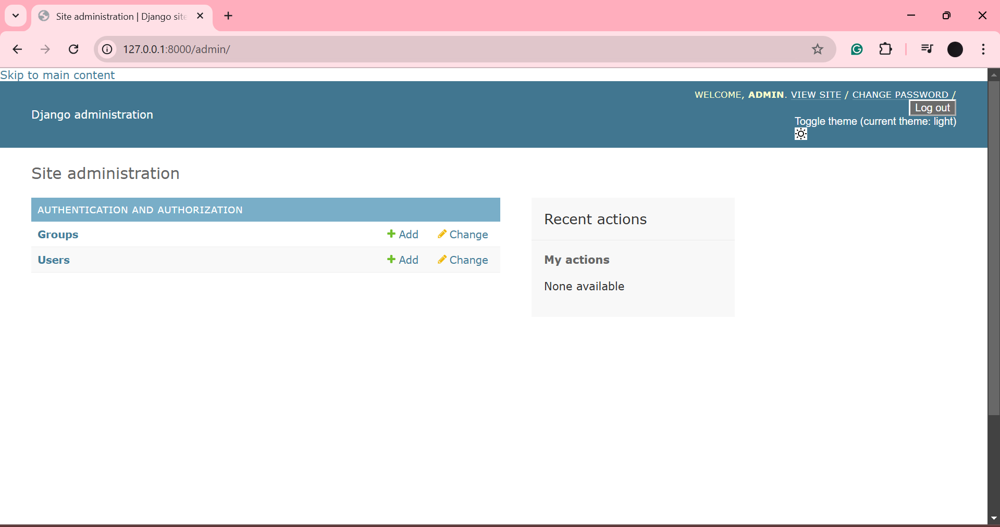 Site administration | Django site
127.0.0.1:8000/admin/
Skip to main content
WELCOME, ADMIN. VIEW SITE / CHANGE PASSWORD /
Log out
Django administration
Toggle theme (current theme: light)
Site administration
AUTHENTICATION AND AUTHORIZATION
Groups Add Change
Users Add Change
Recent actions
My actions
None available